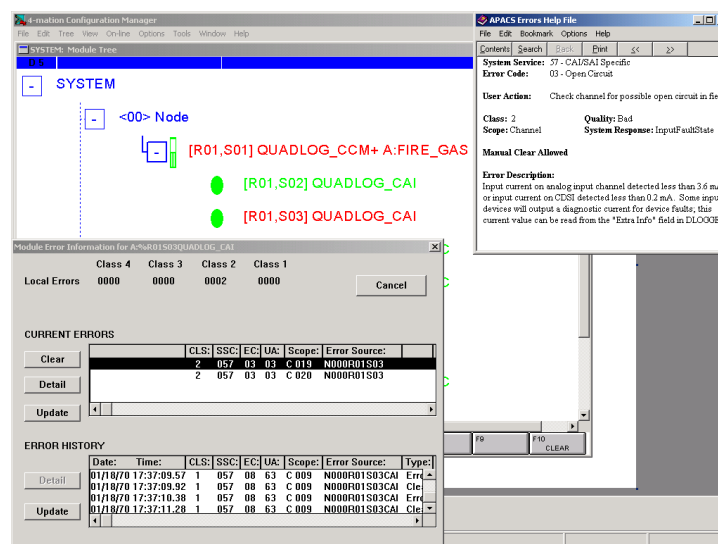 4-mation Configuration Manager
File Edit Tree View On-line Options Tools Window Help
SYSTEM: Module Tree
SYSTEM
<00> Node
[R01,S01] QUADLOG_CCM+ A:FIRE_GAS
[R01,S02] QUADLOG_CAI
[R01,S03] QUADLOG_CAI
C
C
C
F9
F10
CLEAR
APACS Errors Help File
File Edit Bookmark Options Help
Contents Search Back Print << >>
System Service: 57 - CAI/SAI Specific
Error Code: 03 - Open Circuit
User Action: Check channel for possible open circuit in fie
Class: 2 Quality: Bad
Scope: Channel System Response: InputFaultState
Manual Clear Allowed
Error Description:
Input current on analog input channel detected less than 3.6 m
or input current on CDSI detected less than 0.2 mA. Some inpu
devices will output a diagnostic current for device faults; this
current value can be read from the "Extra Info" field in DLOGGE
Module Error Information for A:%R01S03QUADLOG_CAI
Class 4 Class 3 Class 2 Class 1
Local Errors 0000 0000 0002 0000
Cancel
CURRENT ERRORS
Clear
Detail
Update
CLS: SSC: EC: UA: Scope: Error Source:
2 057 03 03 C 019 N000R01S03
2 057 03 03 C 020 N000R01S03
ERROR HISTORY
Detail
Update
Date: Time: CLS: SSC: EC: UA: Scope: Error Source: Type:
01/18/70 17:37:09.57 1 057 08 63 C 009 N000R01S03CAI Erro
01/18/70 17:37:09.92 1 057 08 63 C 009 N000R01S03CAI Cle
01/18/70 17:37:10.38 1 057 08 63 C 009 N000R01S03CAI Erro
01/18/70 17:37:11.28 1 057 08 63 C 009 N000R01S03CAI Cle